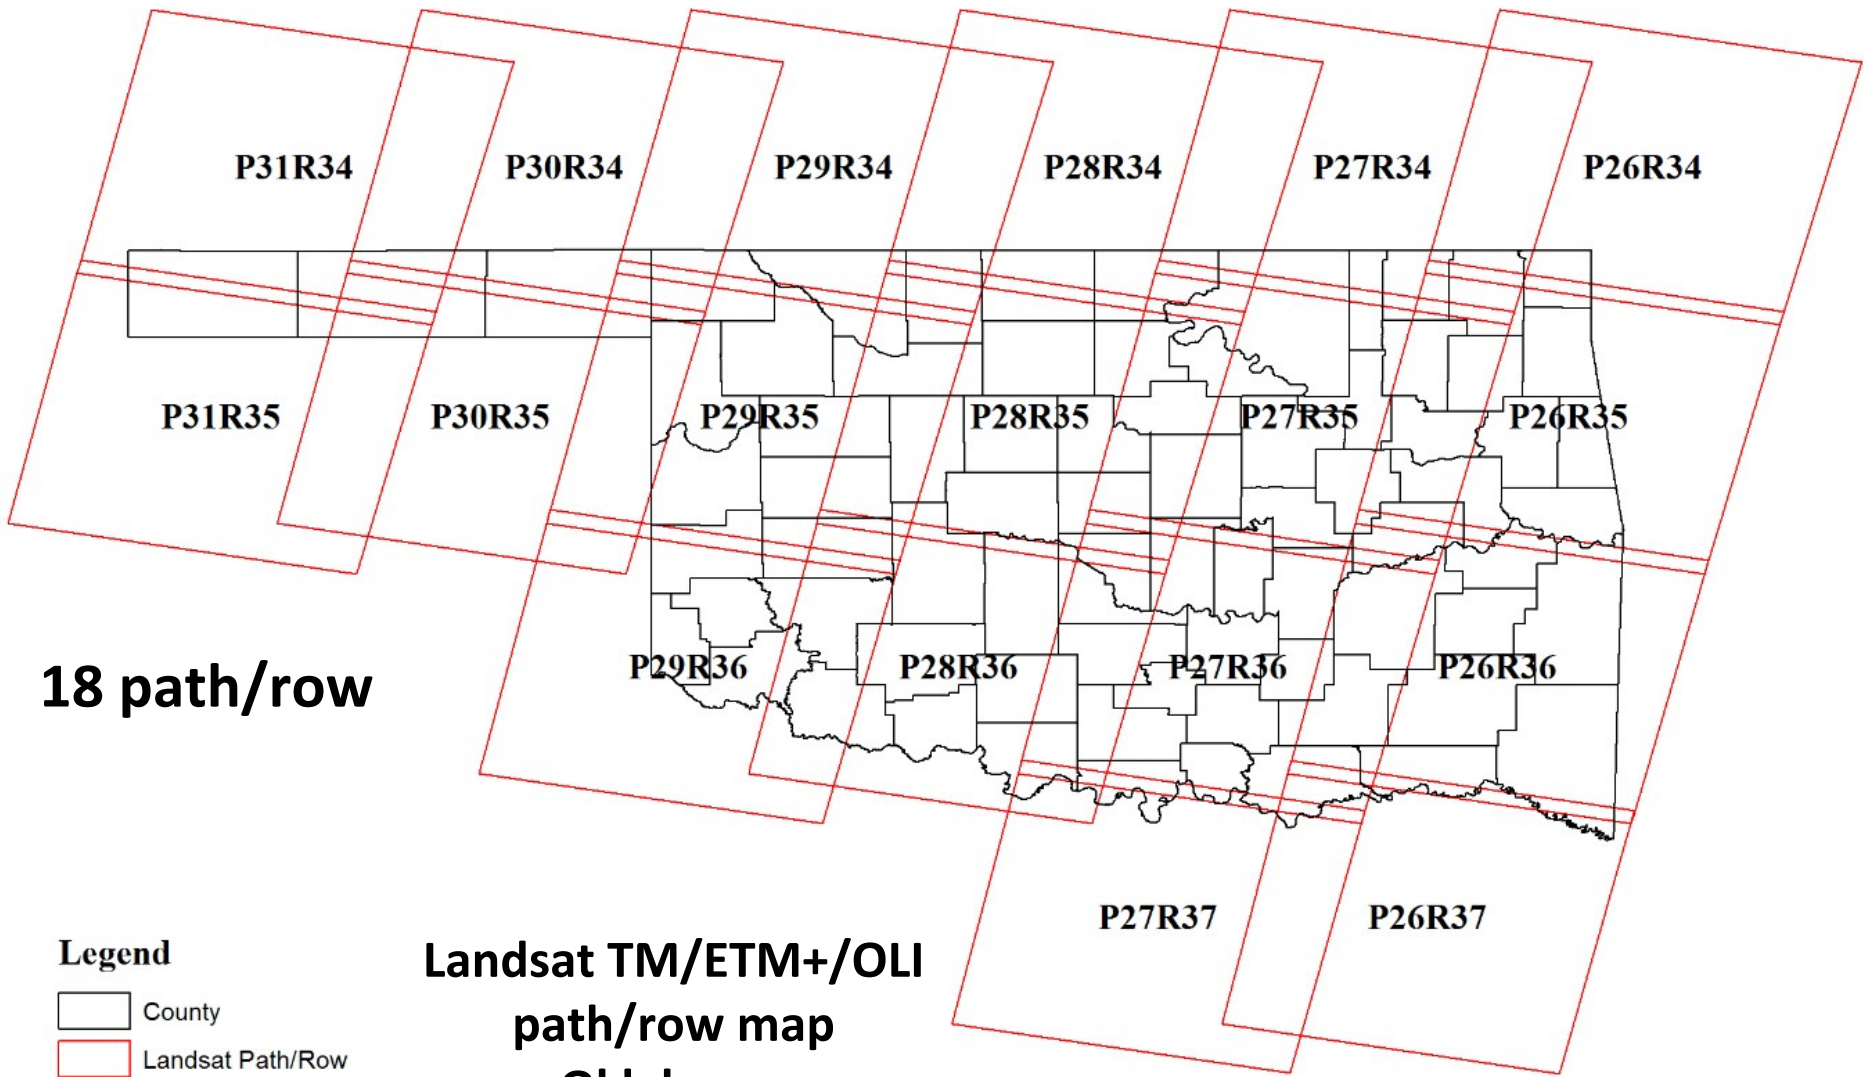 P31R34 P30R34 P29R34 P28R34 P27R34 P26R34
P31R35 P30R35 P29R35 P28R35 P27R35 P26R35
P29R36 P28R36 P27R36 P26R36
18 path/row
P27R37 P26R37
Legend
County
Landsat Path/Row
Landsat TM/ETM+/OLI
path/row map